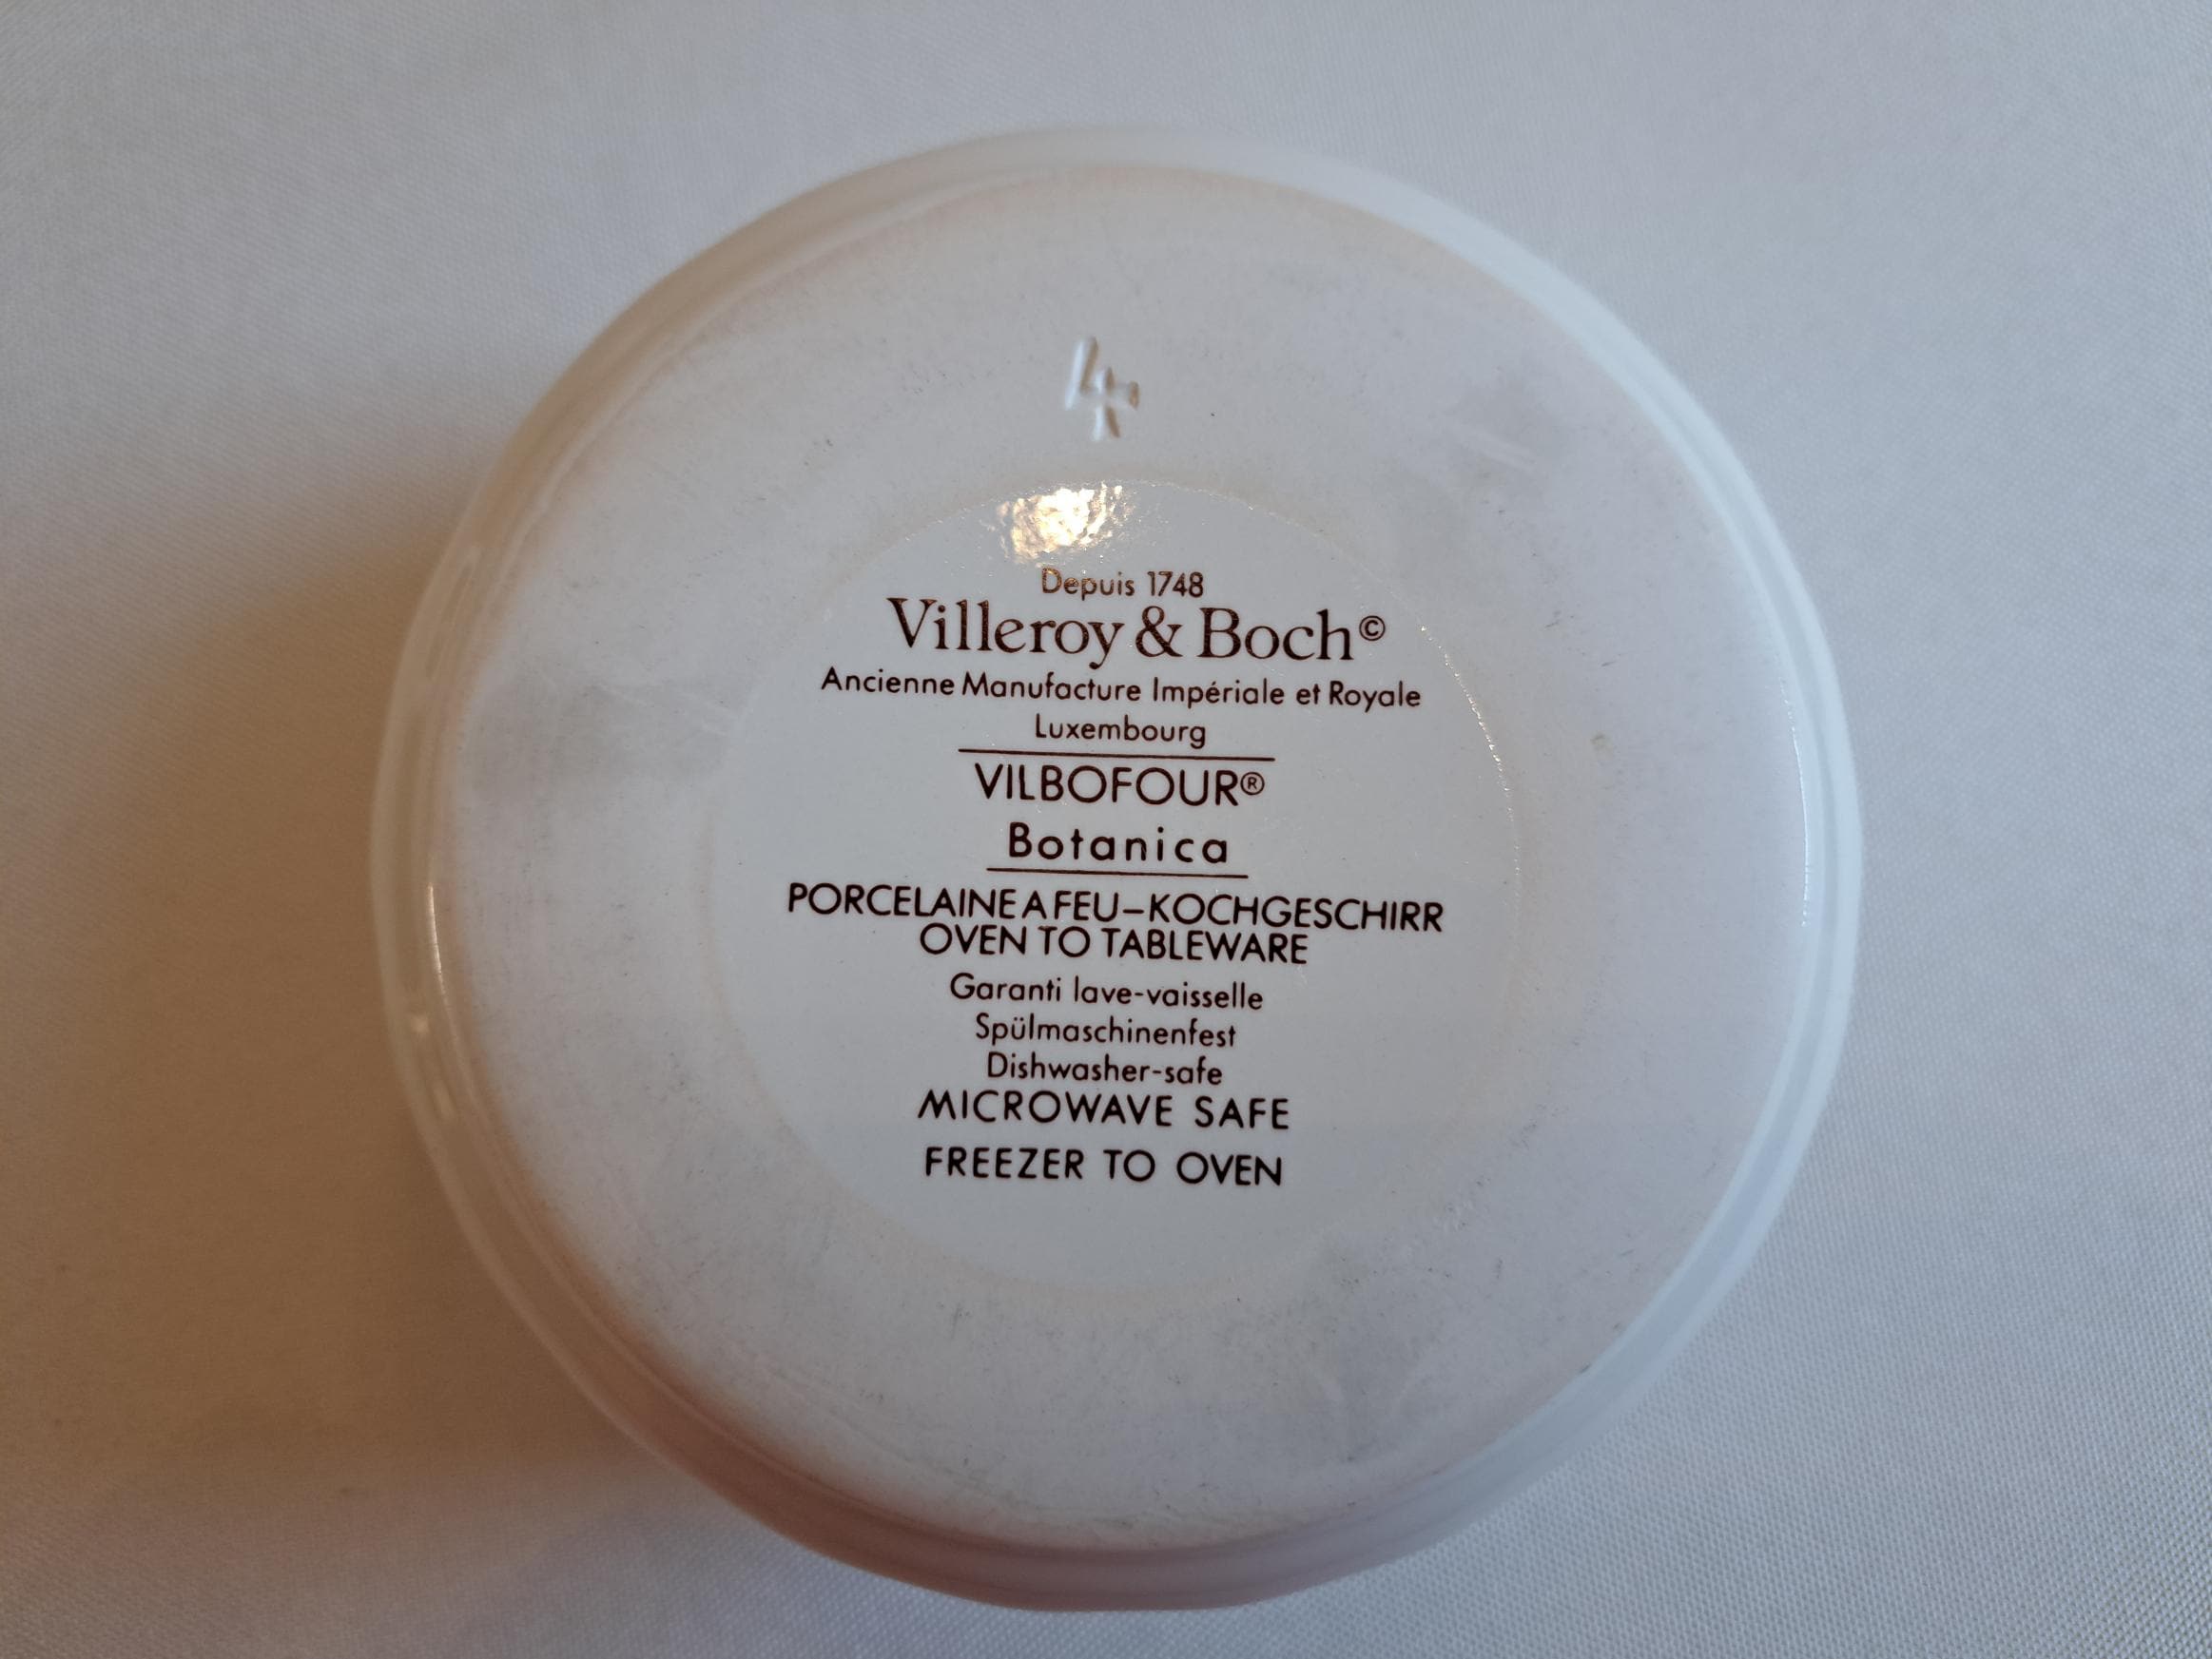 4
Depuis 1748
Villeroy & Boch©
Ancienne Manufacture Impériale et Royale
Luxembourg
VILBOFOUR®
Botanica
PORCELAINE A FEU–KOCHGESCHIRR
OVEN TO TABLEWARE
Garanti lave-vaisselle
Spülmaschinenfest
Dishwasher-safe
MICROWAVE SAFE
FREEZER TO OVEN